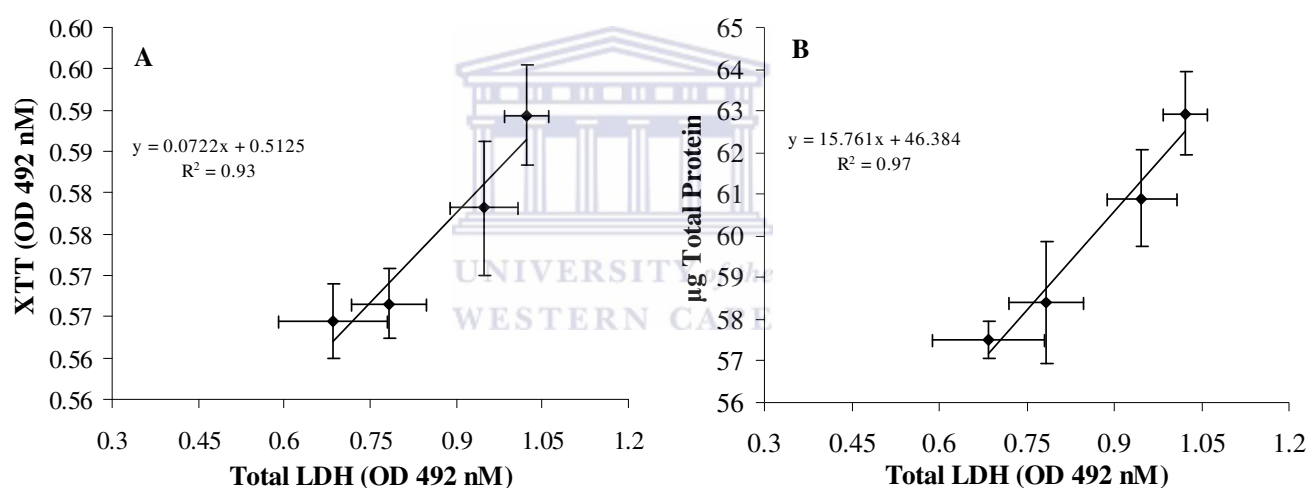 A
XTT (OD 492 nM)
0.60
0.60
0.59
0.59
0.58
0.58
0.57
0.57
0.56
0.56
y = 0.0722x + 0.5125
R² = 0.93
0.3 0.45 0.6 0.75 0.9 1.05 1.2
Total LDH (OD 492 nM)
UNIVERSITY of the
WESTERN CAPE
B
µg Total Protein
65
64
63
62
61
60
59
58
57
56
y = 15.761x + 46.384
R² = 0.97
0.3 0.45 0.6 0.75 0.9 1.05 1.2
Total LDH (OD 492 nM)